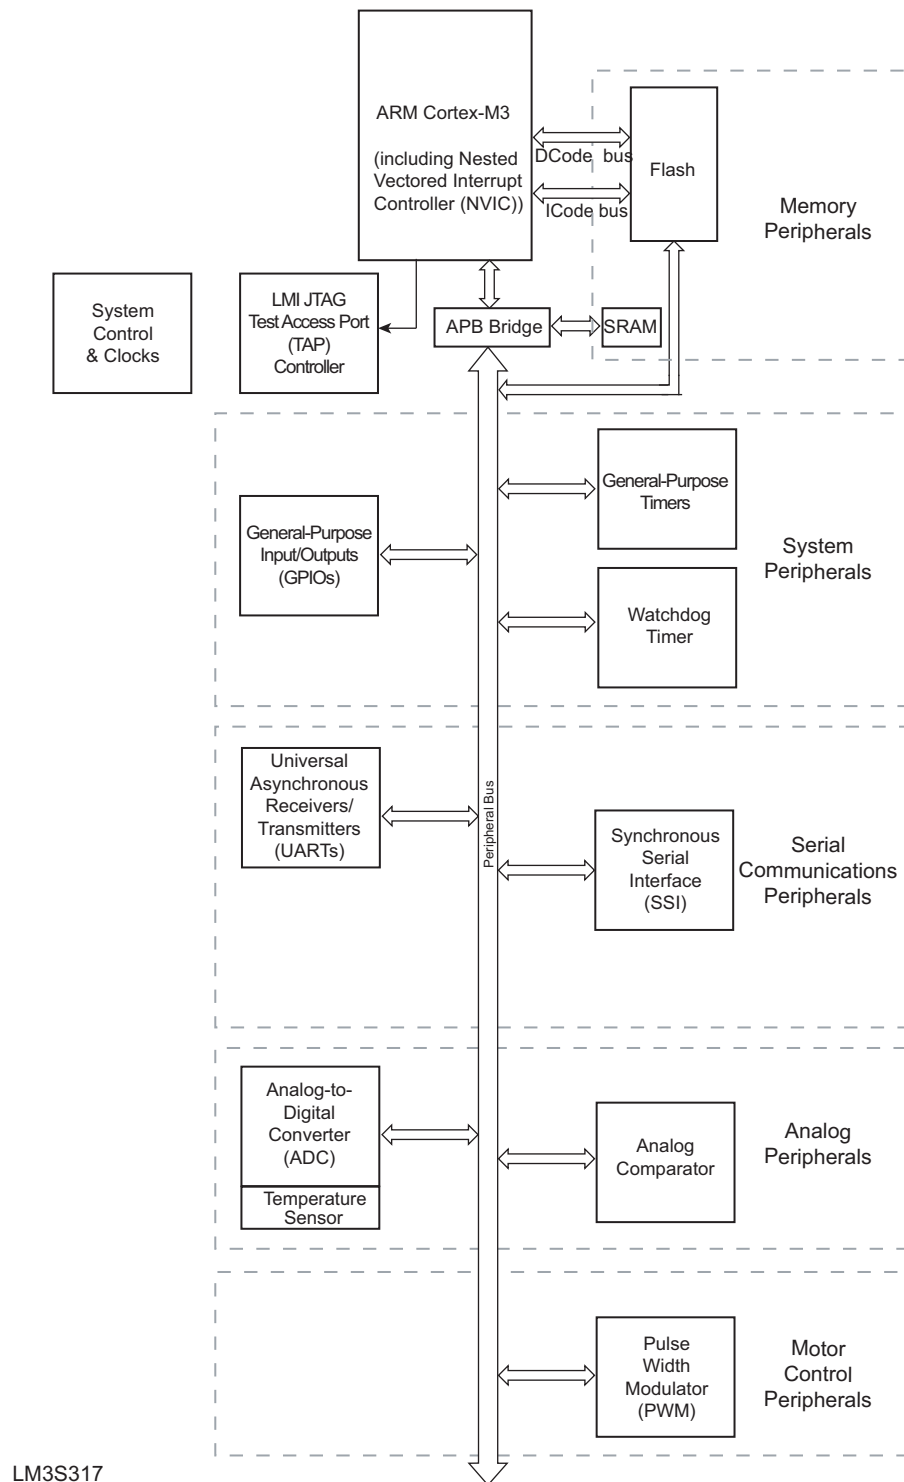 ARM Cortex-M3
(including Nested
Vectored Interrupt
Controller (NVIC))
DCode bus
ICode bus
Flash
Memory
Peripherals
System
Control
& Clocks
LMI JTAG
Test Access Port
(TAP)
Controller
APB Bridge
SRAM
General-Purpose
Timers
General-Purpose
Input/Outputs
(GPIOs)
System
Peripherals
Watchdog
Timer
Universal
Asynchronous
Receivers/
Transmitters
(UARTs)
Peripheral Bus
Synchronous
Serial
Interface
(SSI)
Serial
Communications
Peripherals
Analog-to-
Digital
Converter
(ADC)
Temperature
Sensor
Analog
Comparator
Analog
Peripherals
Pulse
Width
Modulator
(PWM)
Motor
Control
Peripherals
LM3S317